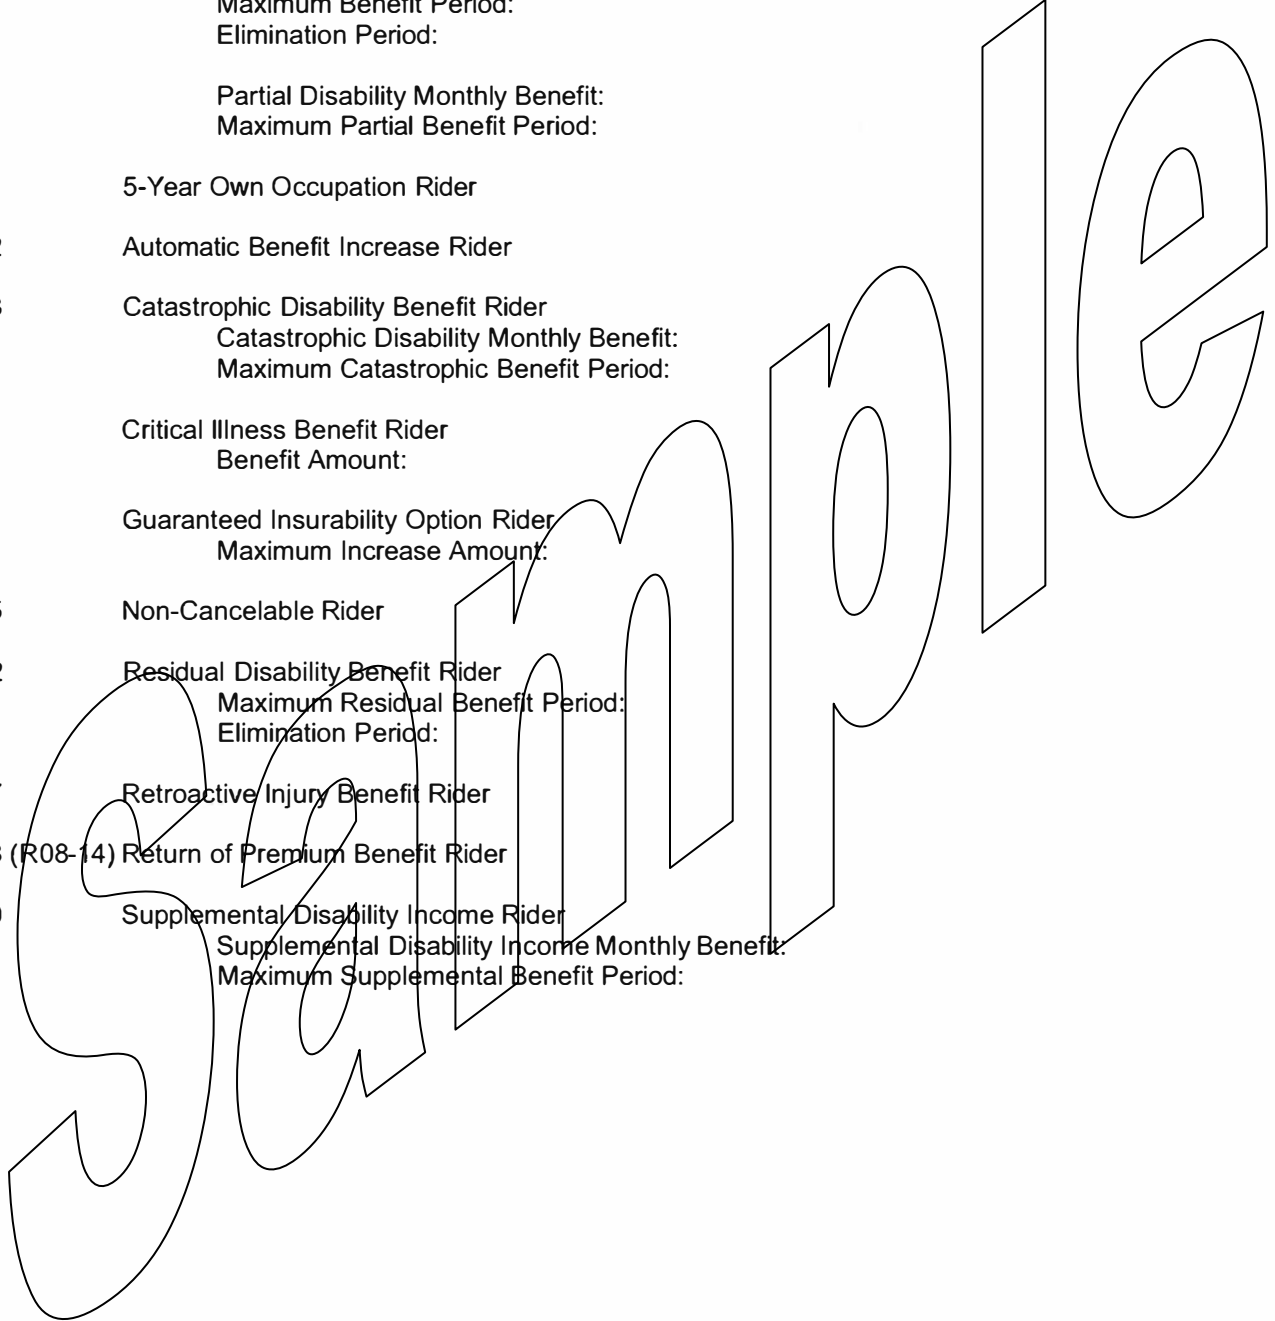 Maximum Benefit Period:
Elimination Period:
Partial Disability Monthly Benefit:
Maximum Partial Benefit Period:
5-Year Own Occupation Rider
2 Automatic Benefit Increase Rider
Catastrophic Disability Benefit Rider
Catastrophic Disability Monthly Benefit:
Maximum Catastrophic Benefit Period:
Critical Illness Benefit Rider
Benefit Amount:
Guaranteed Insurability Option Rider
Maximum Increase Amount:
Non-Cancelable Rider
2 Residual Disability Benefit Rider
Maximum Residual Benefit Period:
Elimination Period:
Retroactive Injury Benefit Rider
(R08-14) Return of Premium Benefit Rider
Supplemental Disability Income Rider
Supplemental Disability Income Monthly Benefit:
Maximum Supplemental Benefit Period:
Sample